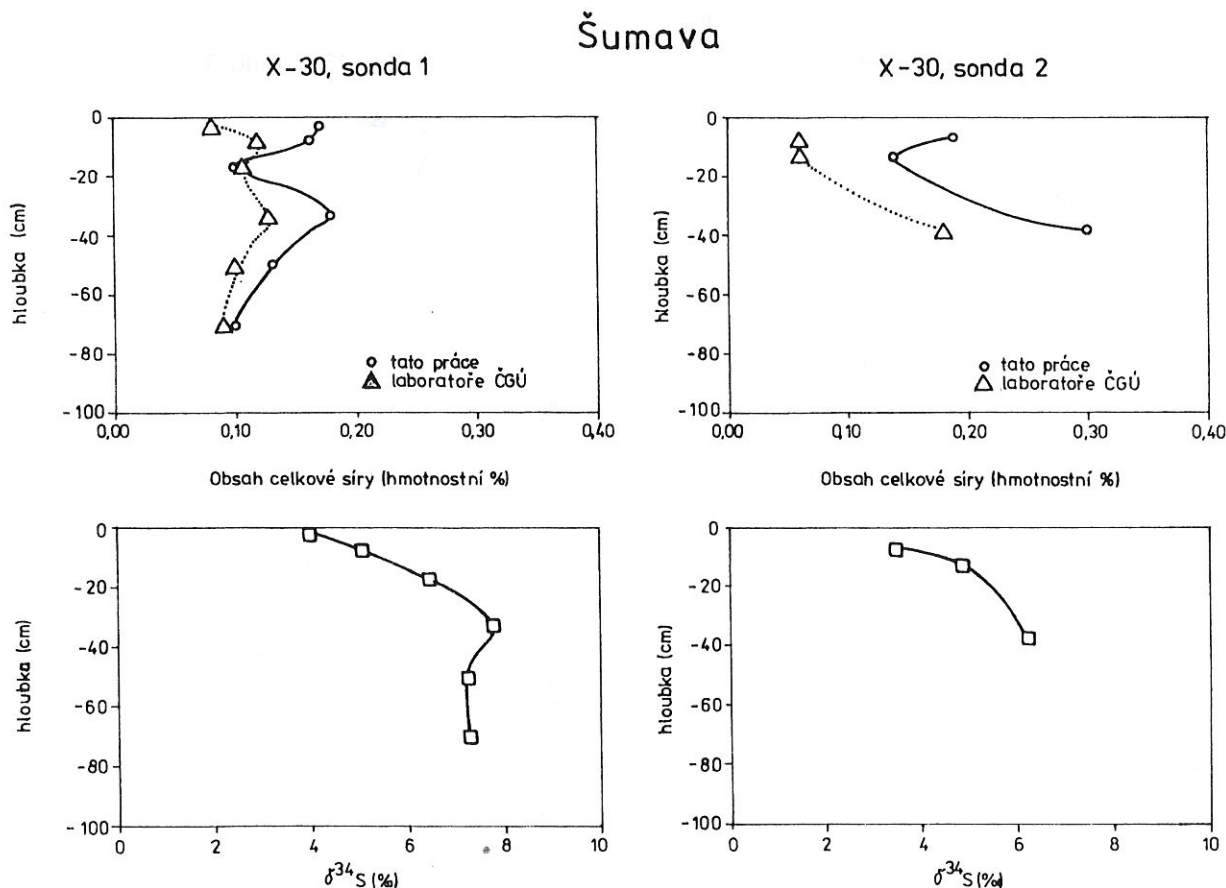 Šumava
X-30, sonda 1
0
-20
-40
-60
-80
-100
hloubka (cm)
tato práce
laboratoře ČGÚ
0,00 0,10 0,20 0,30 0,40
Obsah celkové síry (hmotnostní %)
X-30, sonda 2
0
-20
-40
-60
-80
-100
hloubka (cm)
tato práce
laboratoře ČGÚ
0,00 0,10 0,20 0,30 0,40
Obsah celkové síry (hmotnostní %)
0
-20
-40
-60
-80
-100
hloubka (cm)
0 2 4 6 8 10
δ³⁴S (‰)
0
-20
-40
-60
-80
-100
hloubka (cm)
0 2 4 6 8 10
δ³⁴S (‰)